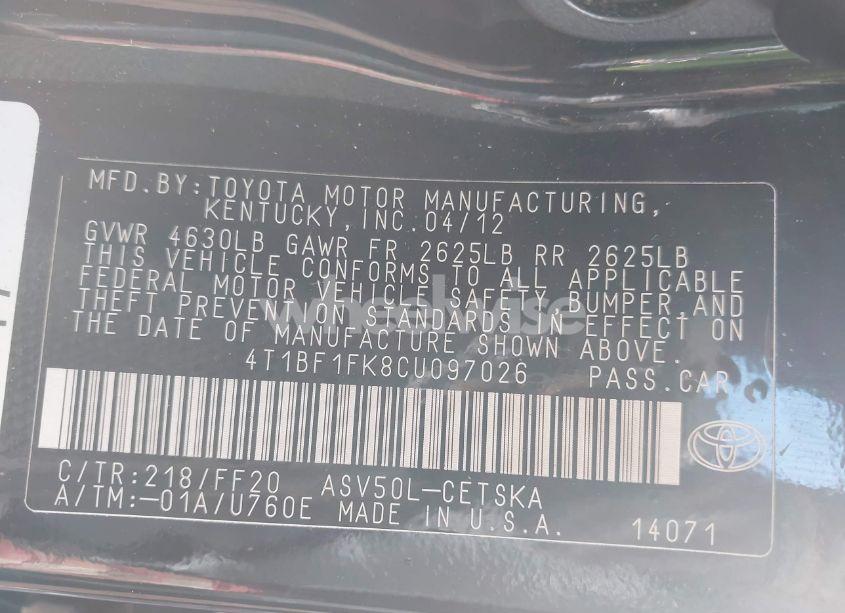 MFD.BY:TOYOTA MOTOR MANUFACTURING,
KENTUCKY,INC.04/12
GVWR 4630LB GAWR FR 2625LB RR 2625LB
THIS VEHICLE CONFORMS TO ALL APPLICABLE
FEDERAL MOTOR VEHICLE SAFETY,BUMPER,AND
THEFT PREVENTION STANDARDS IN EFFECT ON
THE DATE OF MANUFACTURE SHOWN ABOVE.
4T1BF1FK8CU097026 PASS.CAR
C/TR:218/FF20 ASV50L-CETSKA
A/TM:-01A/U760E MADE IN U.S.A. 14071
wheelwise